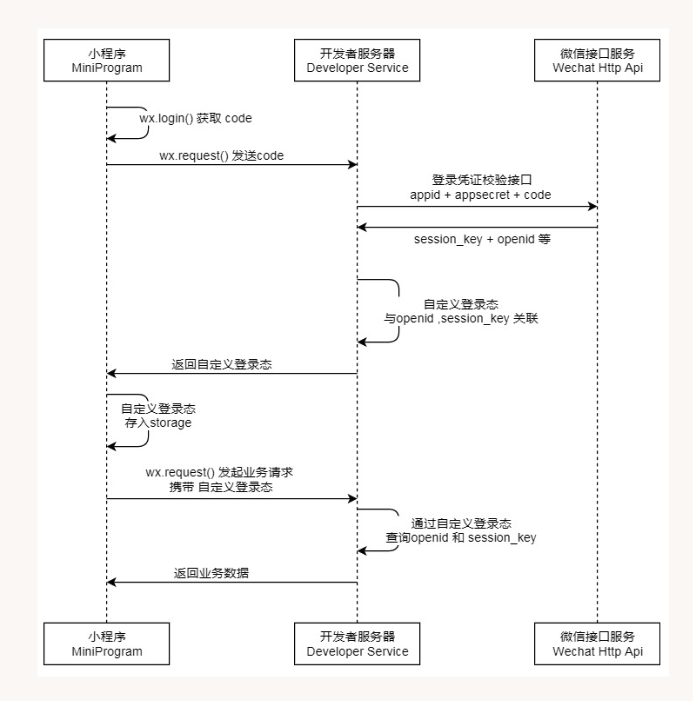 小程序
MiniProgram
开发者服务器
Developer Service
微信接口服务
Wechat Http Api
wx.login() 获取 code
wx.request() 发送code
登录凭证校验接口
appid + appsecret + code
session_key + openid 等
自定义登录态
与openid ,session_key 关联
返回自定义登录态
自定义登录态
存入storage
wx.request() 发起业务请求
携带 自定义登录态
通过自定义登录态
查询openid 和 session_key
返回业务数据
小程序
MiniProgram
开发者服务器
Developer Service
微信接口服务
Wechat Http Api